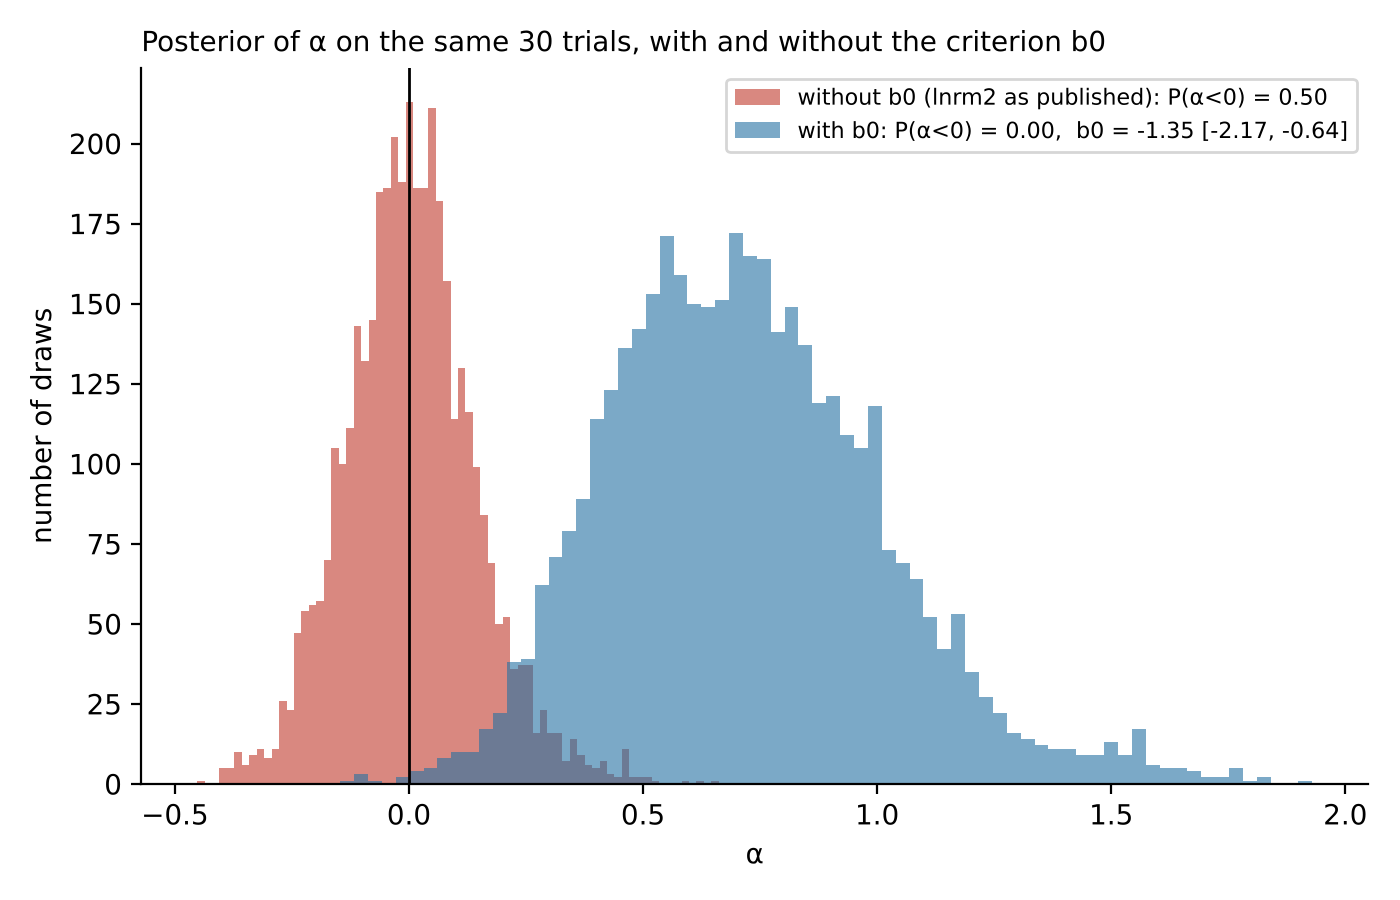 Posterior of α on the same 30 trials, with and without the criterion b0
without b0 (lnrm2 as published): P(α<0) = 0.50
with b0: P(α<0) = 0.00,  b0 = -1.35 [-2.17, -0.64]
number of draws
200
175
150
125
100
75
50
25
0
−0.5 0.0 0.5 1.0 1.5 2.0
α